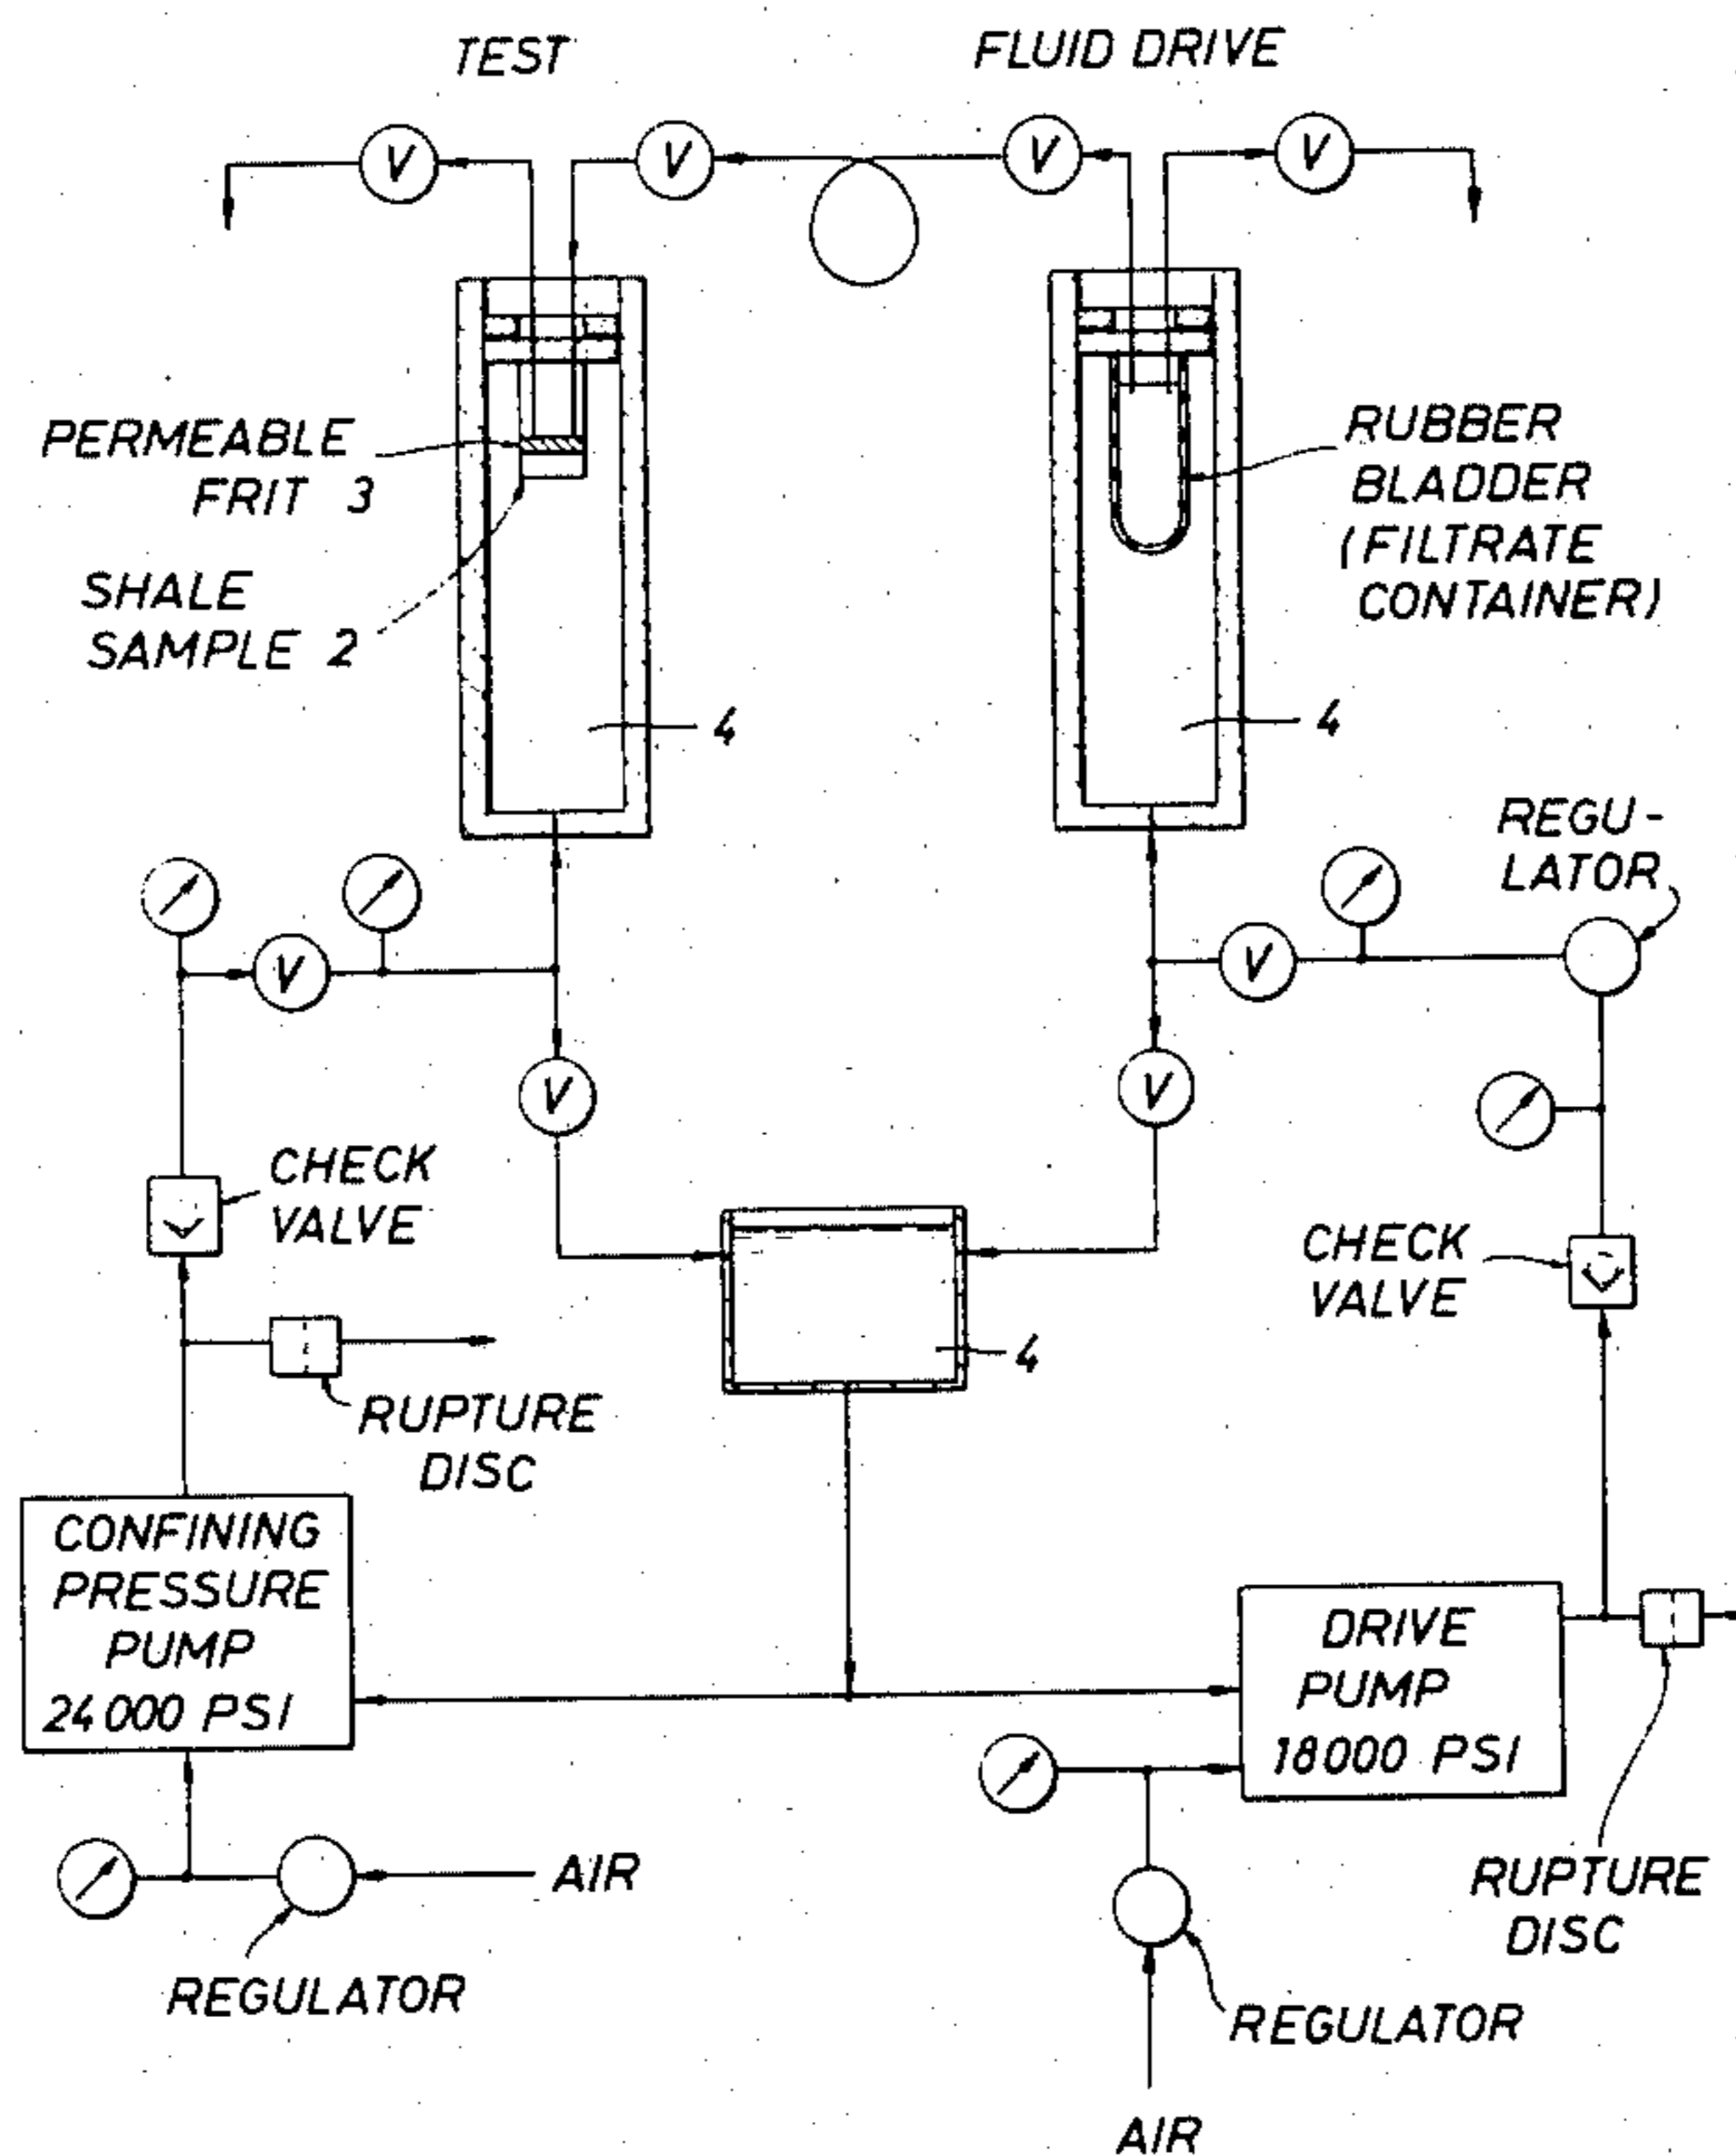 TEST
FLUID DRIVE
V
V
V
V
PERMEABLE
FRIT 3
RUBBER
BLADDER
(FILTRATE
CONTAINER)
SHALE
SAMPLE 2
4
4
REGU-
LATOR
V
V
V
V
CHECK
VALVE
CHECK
VALVE
4
RUPTURE
DISC
CONFINING
PRESSURE
PUMP
24000 PSI
DRIVE
PUMP
18000 PSI
AIR
RUPTURE
DISC
REGULATOR
REGULATOR
AIR